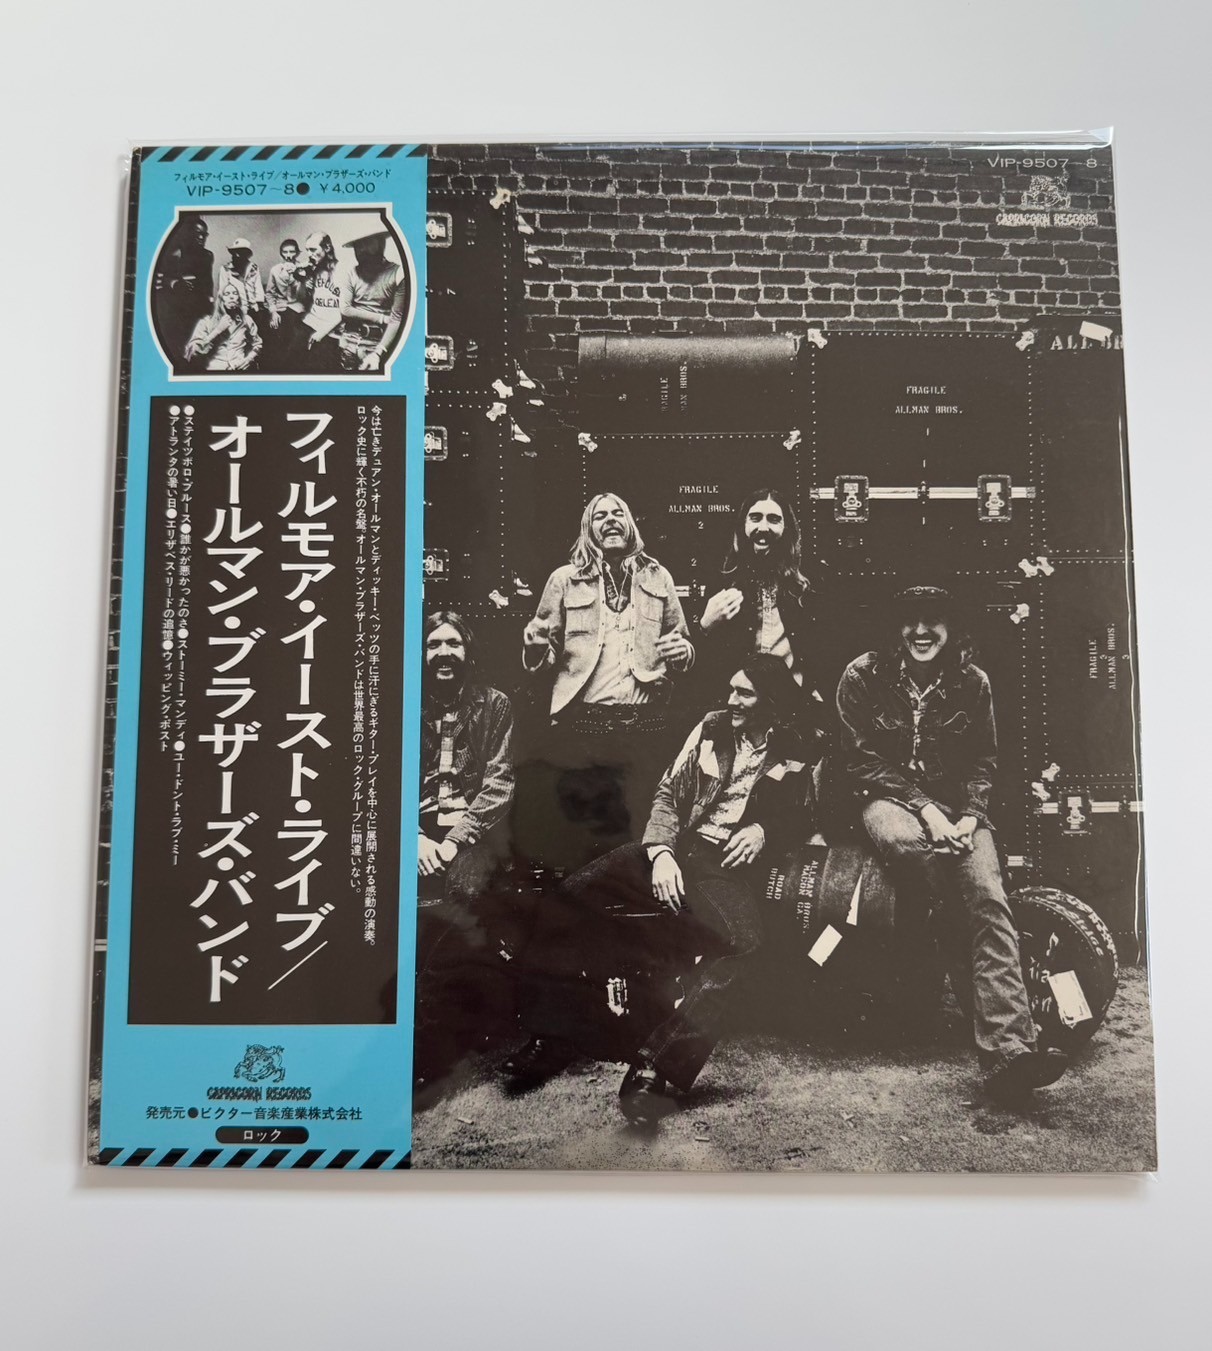 フィルモア・イースト・ライブ／オールマン・ブラザーズ・バンド
VIP-9507~8● ￥4,000
今は亡きデュアン・オールマンとディッキー・ベッツの手に汗にぎるギター・プレイを中心に展開される感動の演奏。
ロック史に輝く不朽の名盤。オールマン・ブラザーズ・バンドは世界最高のロック・グループに間違いない。
フィルモア・イースト・ライブ／
オールマン・ブラザーズ・バンド
●ステイツボロ・ブルース●誰かが悪かったのさ●ストーミー・マンディ●ユー・ドント・ラブ・ミー
●アトランタの暑い日●エリザベス・リードの追憶●ウィッピング・ポスト
CAPRICORN RECORDS
発売元●ビクター音楽産業株式会社
ロック
VIP-9507~8
CAPRICORN RECORDS
FRAGILE
ALLMAN BROS.
FRAGILE
ALLMAN BROS.
2
2
FRAGILE
ALLMAN BROS.
ALLMAN BROS.
MACON GA.
ROAD